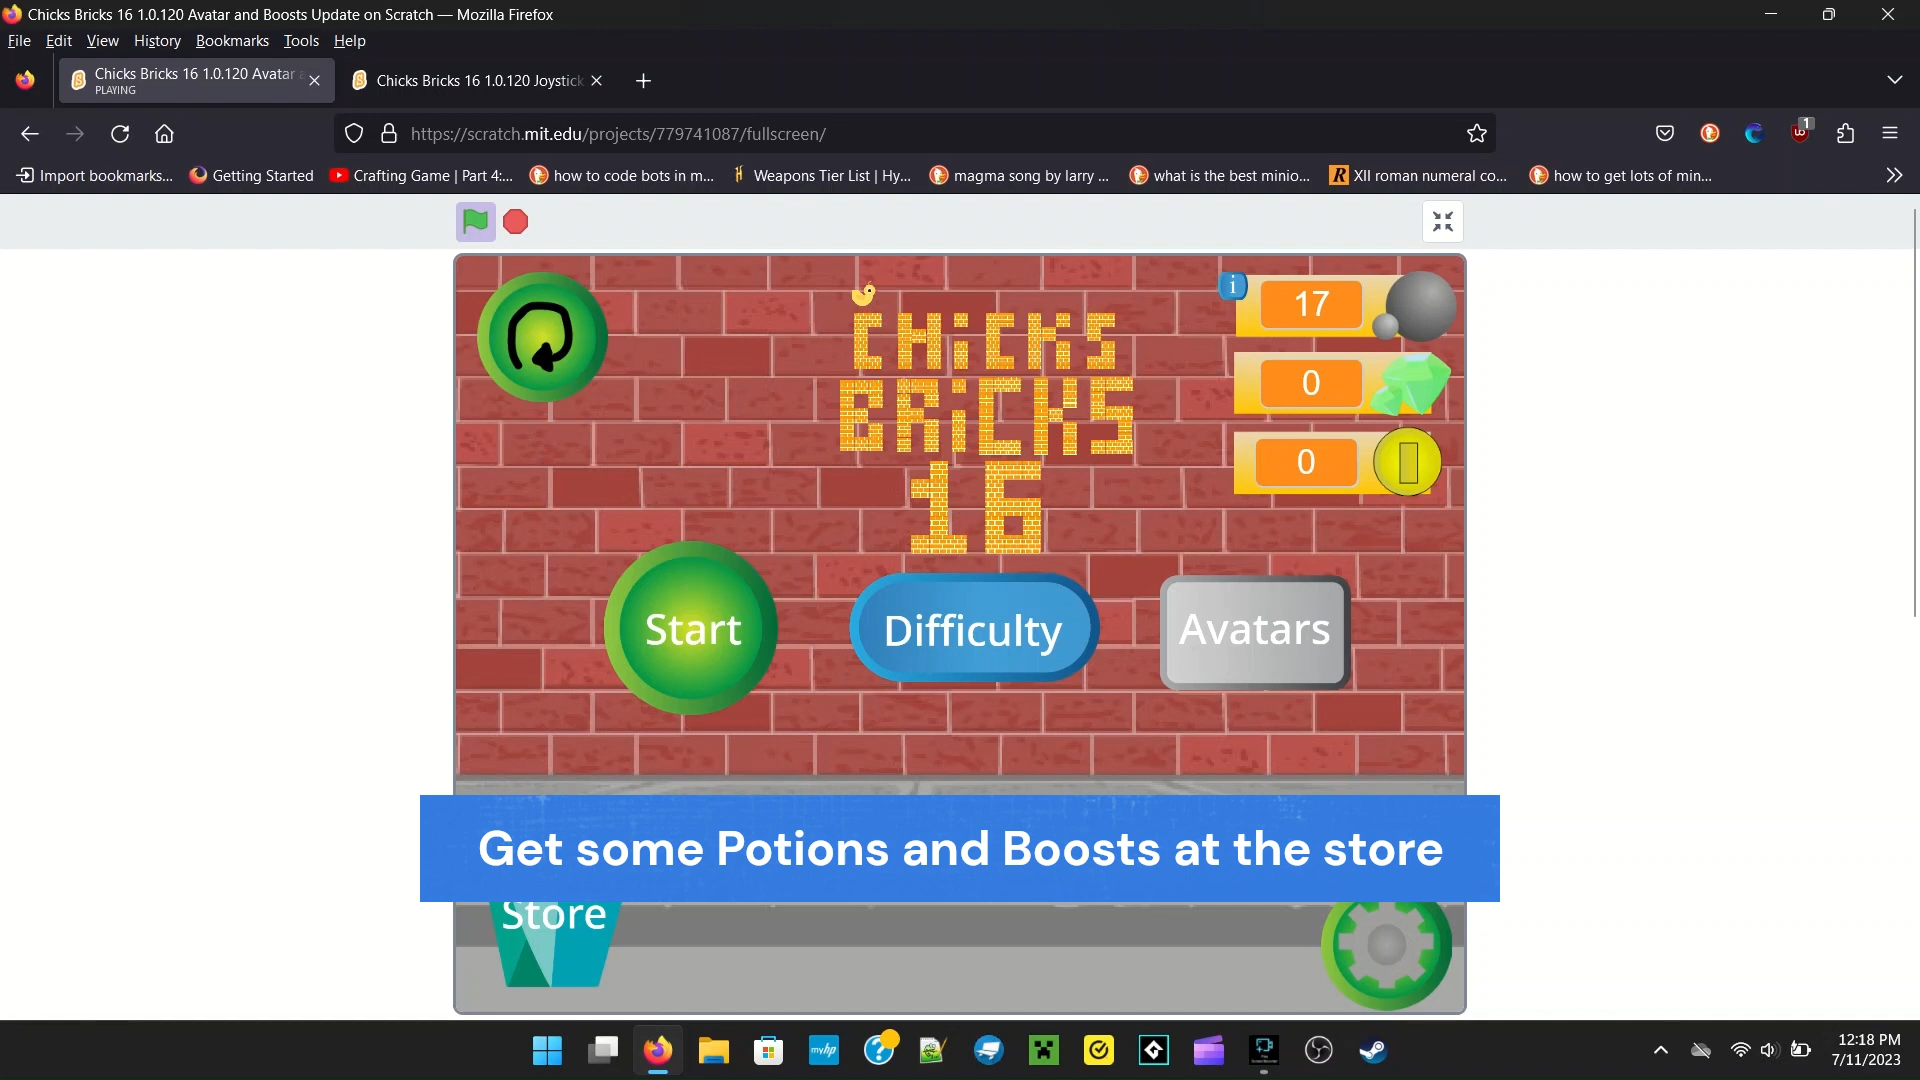 Chicks Bricks 16 1.0.120 Avatar and Boosts Update on Scratch — Mozilla Firefox
File Edit View History Bookmarks Tools Help
Chicks Bricks 16 1.0.120 Avatar
PLAYING
Chicks Bricks 16 1.0.120 Joystick
https://scratch.mit.edu/projects/779741087/fullscreen/
1
Import bookmarks... Getting Started Crafting Game | Part 4:... how to code bots in m... Weapons Tier List | Hy... magma song by larry ... what is the best minio... XII roman numeral co... how to get lots of min...
i
17
CHiCKS
0
BRiCKS
0
16
Start
Difficulty
Avatars
Get some Potions and Boosts at the store
Store
myhp
12:18 PM
7/11/2023